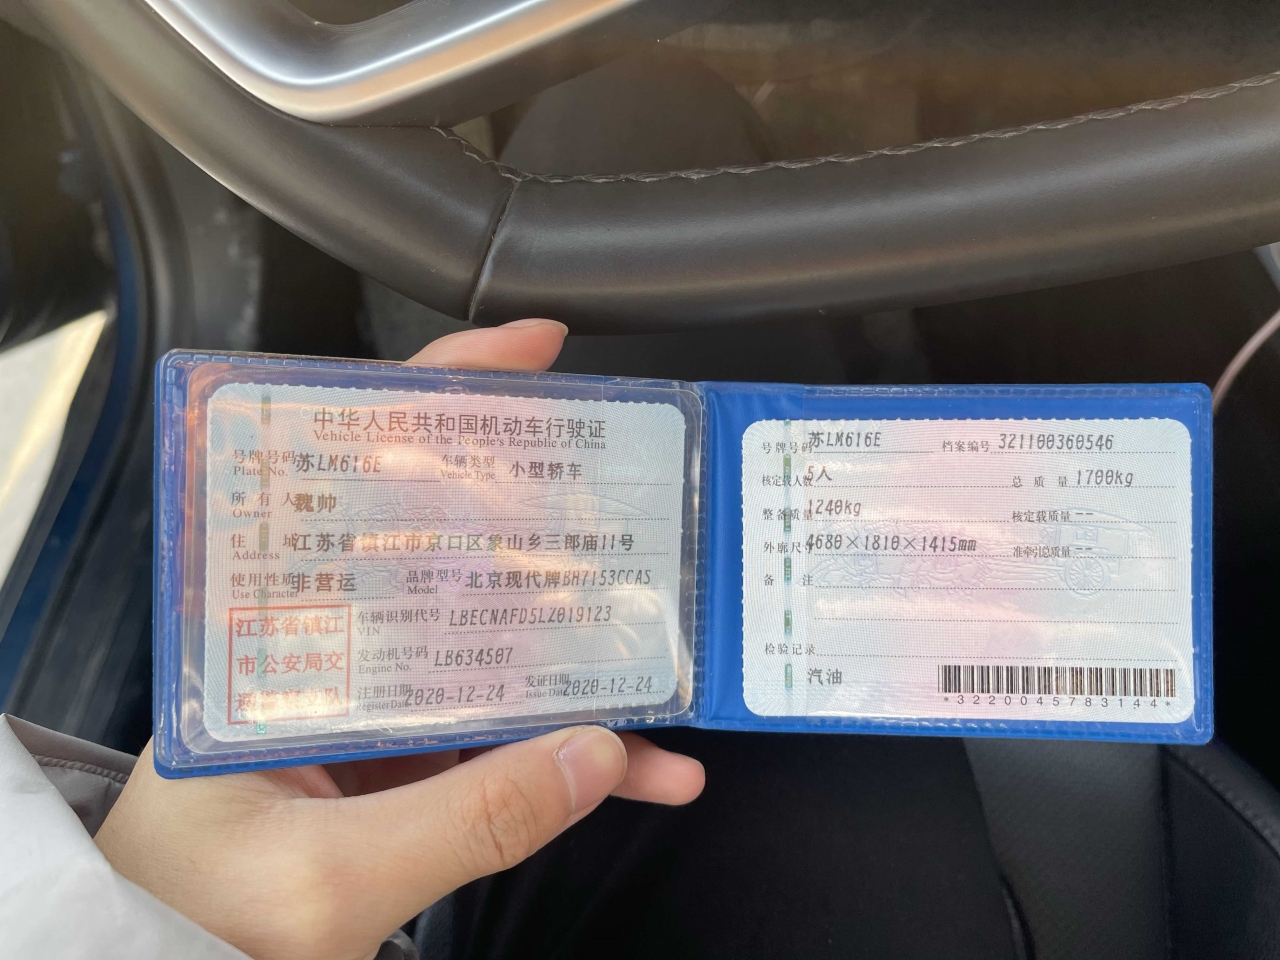 中华人民共和国机动车行驶证
Vehicle License of the People's Republic of China
号牌号码 苏LM616E 车辆类型 小型轿车
Plate No. Vehicle Type
所有人 魏帅
Owner
住址 江苏省镇江市京口区象山乡三郎庙11号
Address
使用性质 非营运 品牌型号 北京现代牌BH7153CCAS
Use Character Model
江苏省镇江
市公安局交
车辆识别代号 LBECNAFD5LZ019123
VIN
发动机号码 LB634507
Engine No.
注册日期 2020-12-24 发证日期 2020-12-24
Register Date Issue Date
号牌号码 苏LM616E 档案编号 321100360546
核定载人数 5人 总质量 1700kg
整备质量 1240kg 核定载质量 --
外廓尺寸 4680×1810×1415mm 准牵引总质量 --
备注
检验记录
汽油
*3220045783144*